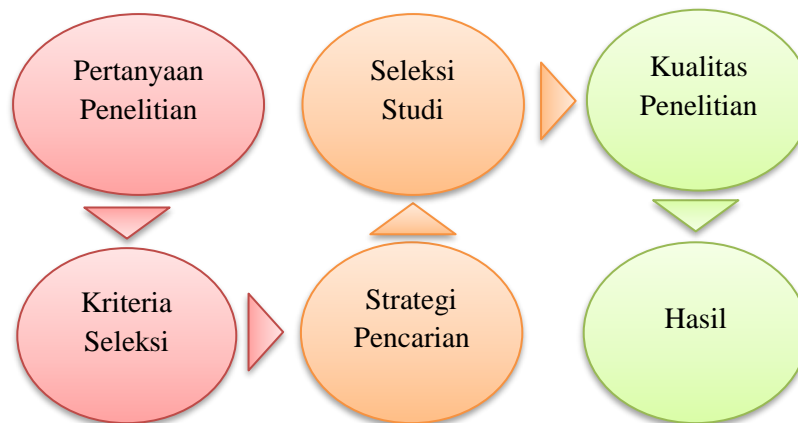 Pertanyaan
Penelitian
Kriteria
Seleksi
Strategi
Pencarian
Seleksi
Studi
Kualitas
Penelitian
Hasil